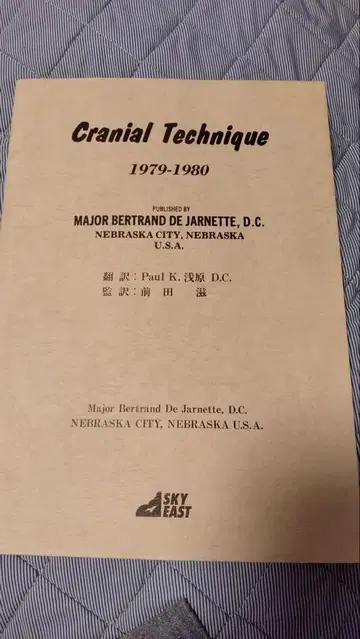 Cranial Technique
1979-1980
PUBLISHED BY
MAJOR BERTRAND DE JARNETTE, D.C.
NEBRASKA CITY, NEBRASKA
U.S.A.
翻 訳：Paul K. 浅原 D.C.
監 訳：前 田 滋
Major Bertrand De Jarnette, D.C.
NEBRASKA CITY, NEBRASKA U.S.A.
SKY
EAST